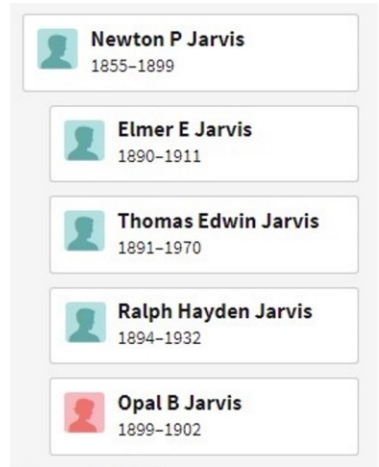 Newton P Jarvis
1855–1899
Elmer E Jarvis
1890–1911
Thomas Edwin Jarvis
1891–1970
Ralph Hayden Jarvis
1894–1932
Opal B Jarvis
1899–1902